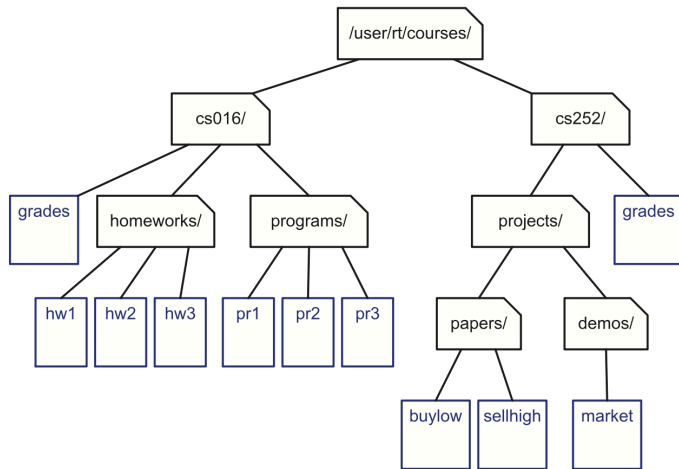 /user/rt/courses/
cs016/
cs252/
grades
homeworks/
programs/
projects/
grades
hw1
hw2
hw3
pr1
pr2
pr3
papers/
demos/
buylow
sellhigh
market